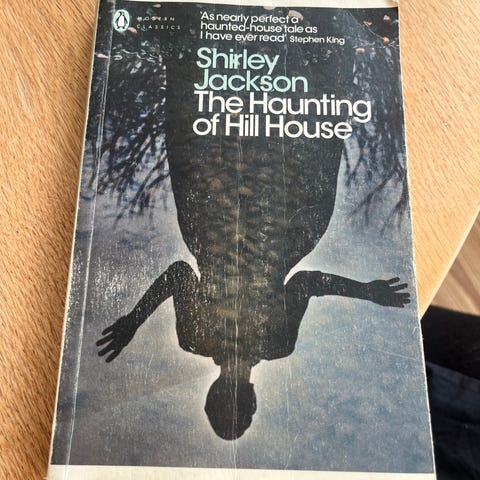 MODERN
CLASSICS
'As nearly perfect a
haunted-house tale as
I have ever read' Stephen King
Shirley
Jackson
The Haunting
of Hill House